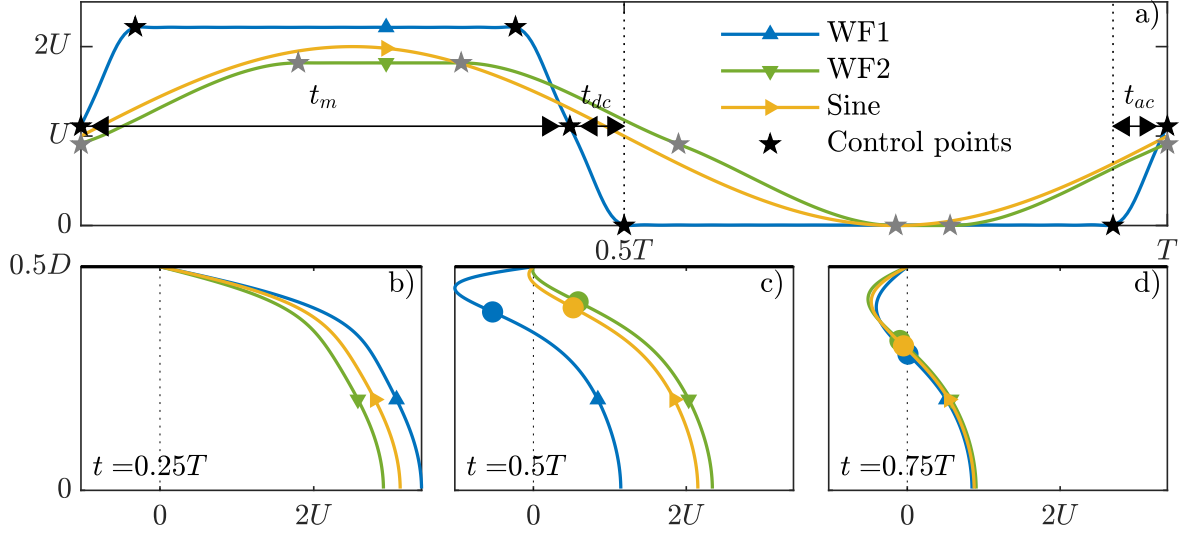 a)
2U
U
0
t_m
t_dc
t_ac
WF1
WF2
Sine
Control points
0.5T
T
0.5D
0
b)
t =0.25T
0
2U
c)
t =0.5T
0
2U
d)
t =0.75T
0
2U